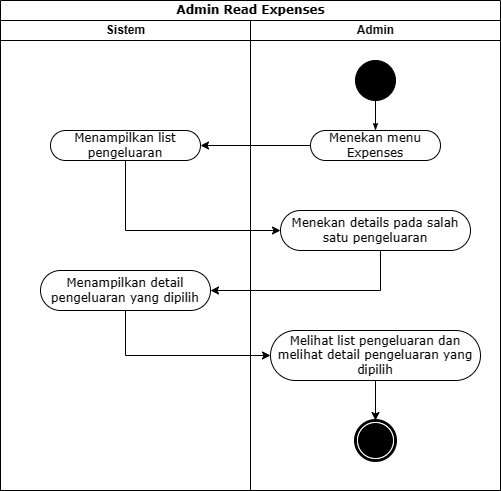 Admin Read Expenses
Sistem
Admin
Menekan menu
Expenses
Menampilkan list
pengeluaran
Menekan details pada salah
satu pengeluaran
Menampilkan detail
pengeluaran yang dipilih
Melihat list pengeluaran dan
melihat detail pengeluaran yang
dipilih